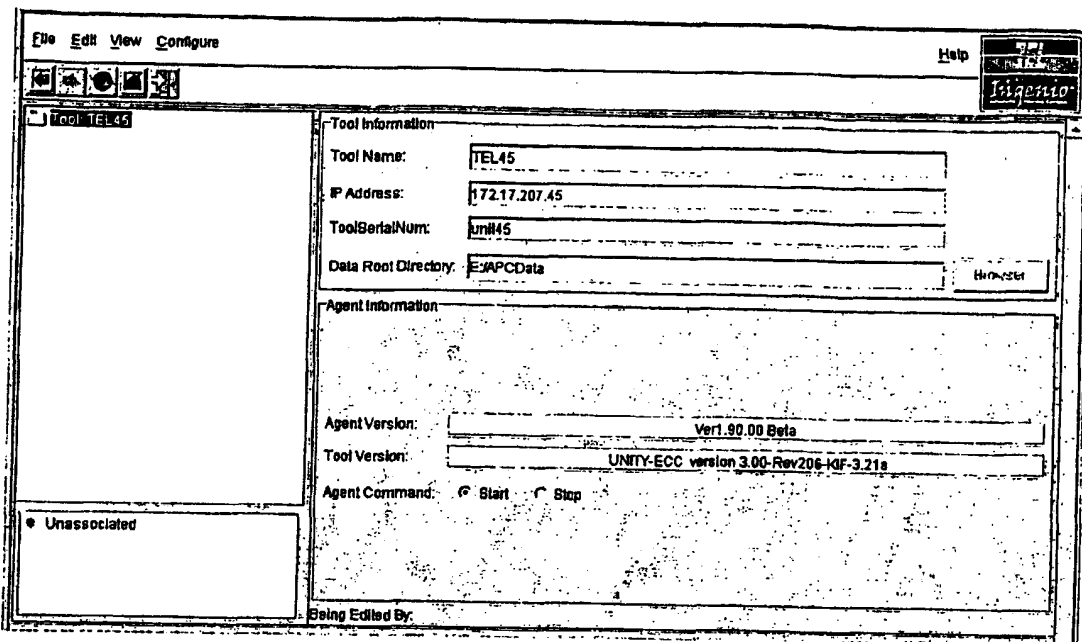 File Edit View Configure Help
Ingenio
Tool: TEL45
Tool Information
Tool Name: TEL45
IP Address: 172.17.207.45
ToolSerialNum: unit45
Data Root Directory: E:/APCData Browser
Agent Information
Agent Version: Ver1.90.00 Beta
Tool Version: UNITY-ECC version 3.00-Rev206-KIF-3.21s
Agent Command: Start Stop
Unassociated
Being Edited By: